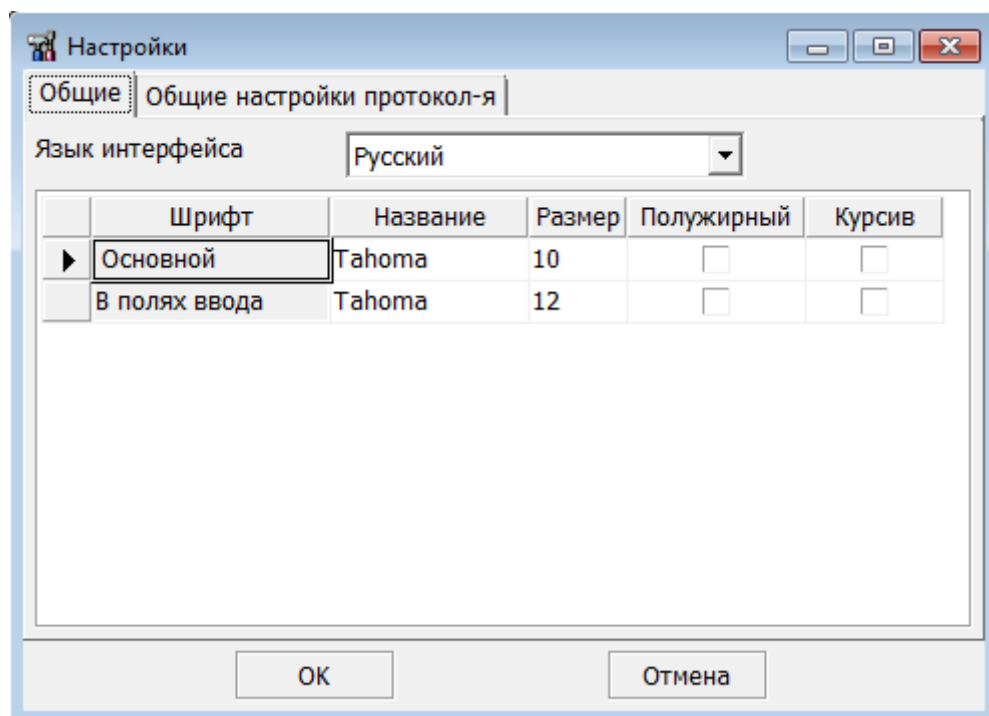 Настройки
Общие Общие настройки протокол-я
Язык интерфейса Русский
Шрифт Название Размер Полужирный Курсив
Основной Tahoma 10
В полях ввода Tahoma 12
ОК Отмена